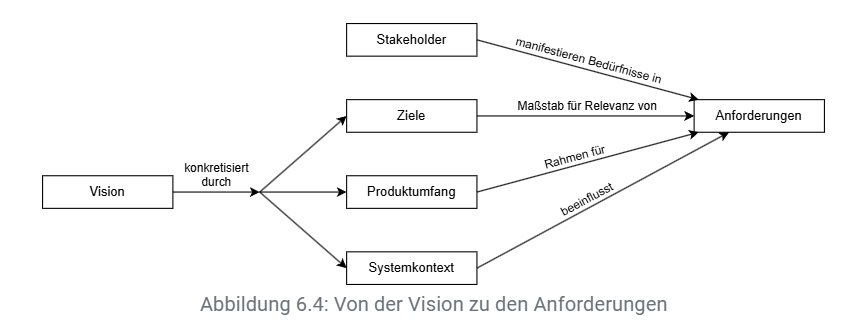 Stakeholder
manifestieren Bedürfnisse in
Ziele
Maßstab für Relevanz von
Anforderungen
konkretisiert
durch
Rahmen für
Vision
Produktumfang
beeinflusst
Systemkontext
Abbildung 6.4: Von der Vision zu den Anforderungen